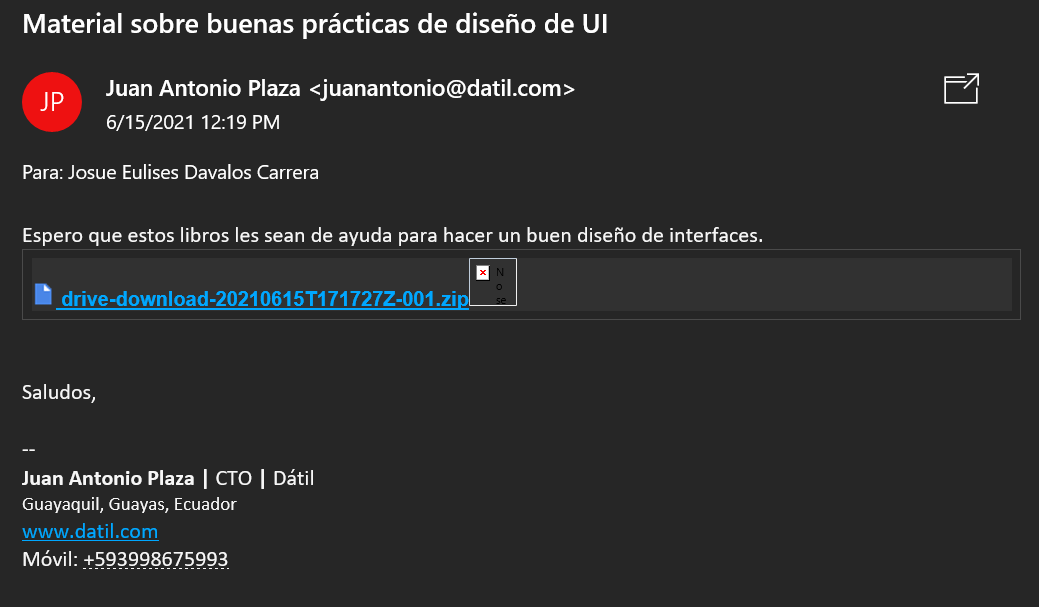 Material sobre buenas prácticas de diseño de UI
JP
Juan Antonio Plaza <juanantonio@datil.com>
6/15/2021 12:19 PM
Para: Josue Eulises Davalos Carrera
Espero que estos libros les sean de ayuda para hacer un buen diseño de interfaces.
drive-download-20210615T171727Z-001.zip
N
o
se
Saludos,
--
Juan Antonio Plaza | CTO | Dátil
Guayaquil, Guayas, Ecuador
www.datil.com
Móvil: +593998675993